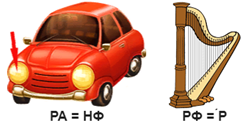 РА = НФ
РФ = Р